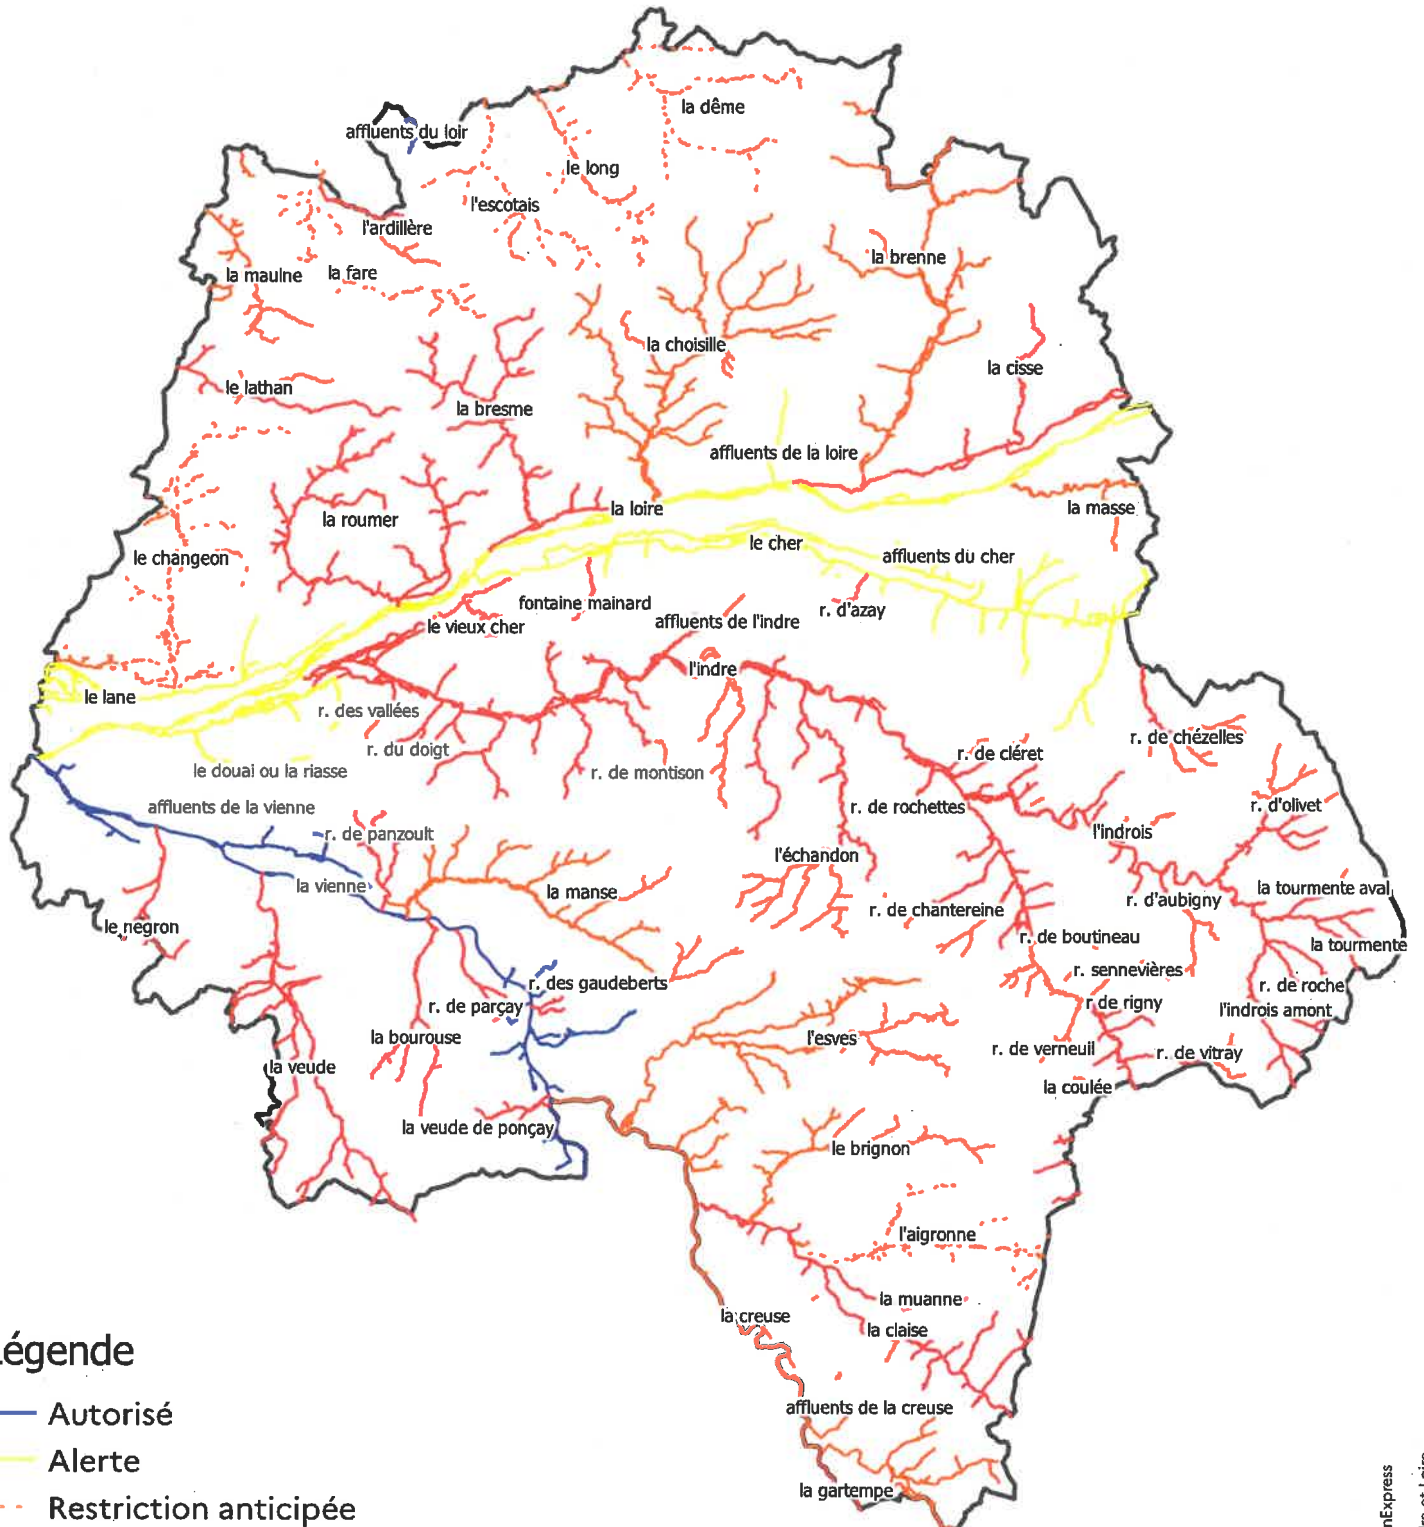 la dême
affluents du loir
le long
l'escotais
l'ardillère
la brenne
la maulne
la fare
la choisille
la cisse
le lathan
la bresme
affluents de la loire
la loire
la masse
la roumer
le cher
affluents du cher
le changeon
fontaine mainard
r. d'azay
affluents de l'indre
le vieux cher
l'indre
le lane
r. des vallées
r. de chézelles
r. du doigt
r. de cléret
le douai ou la riasse
r. de montison
affluents de la vienne
r. de rochettes
r. d'olivet
r. de panzoult
l'indrois
l'échandon
la vienne
la manse
la tourmente aval
r. d'aubigny
r. de chantereine
le négron
r. de boutineau
la tourmente
r. sennevières
r. des gaudeberts
r. de roche
r. de parçay
r de rigny
l'indrois amont
la bourouse
l'esves
r. de verneuil
r. de vitray
la veude
la coulée
la veude de ponçay
le brignon
l'aigronne
la muanne
la creuse
la claise
affluents de la creuse
la gartempe
égende
Autorisé
Alerte
Restriction anticipée
nExpress